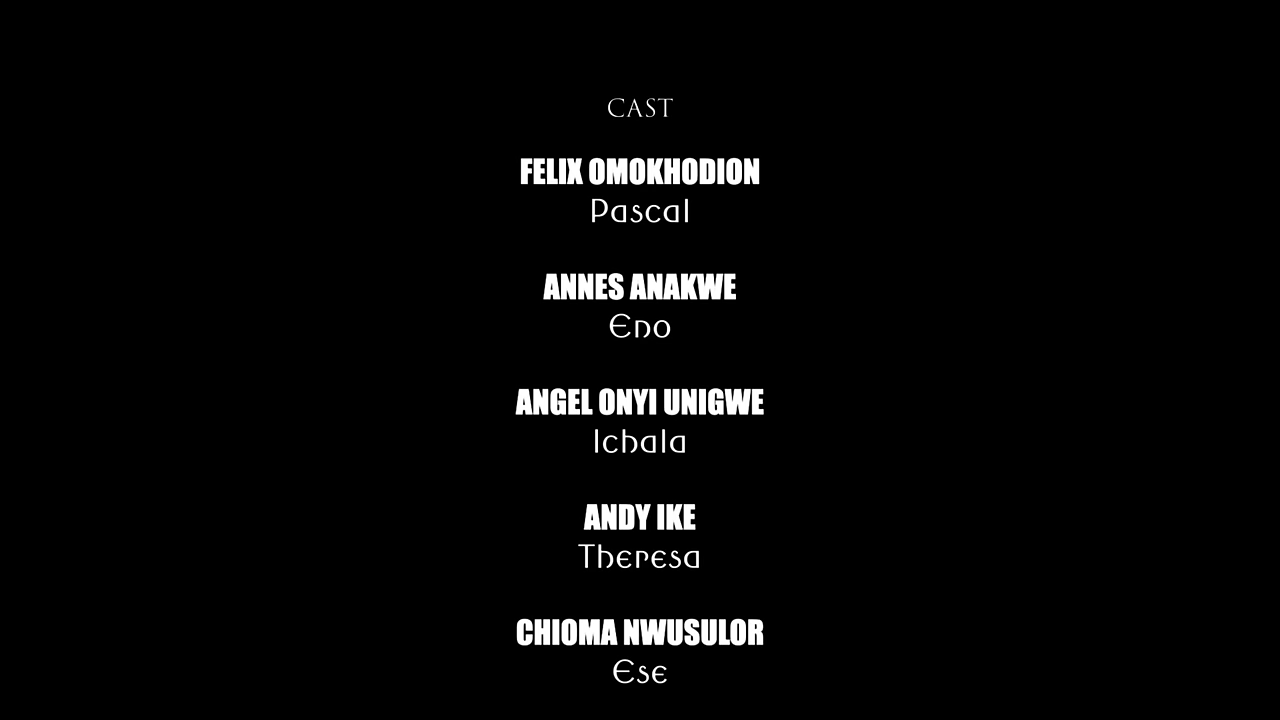 CAST
FELIX OMOKHODION
Pascal
ANNES ANAKWE
Eno
ANGEL ONYI UNIGWE
Ichala
ANDY IKE
Theresa
CHIOMA NWUSULOR
Ese